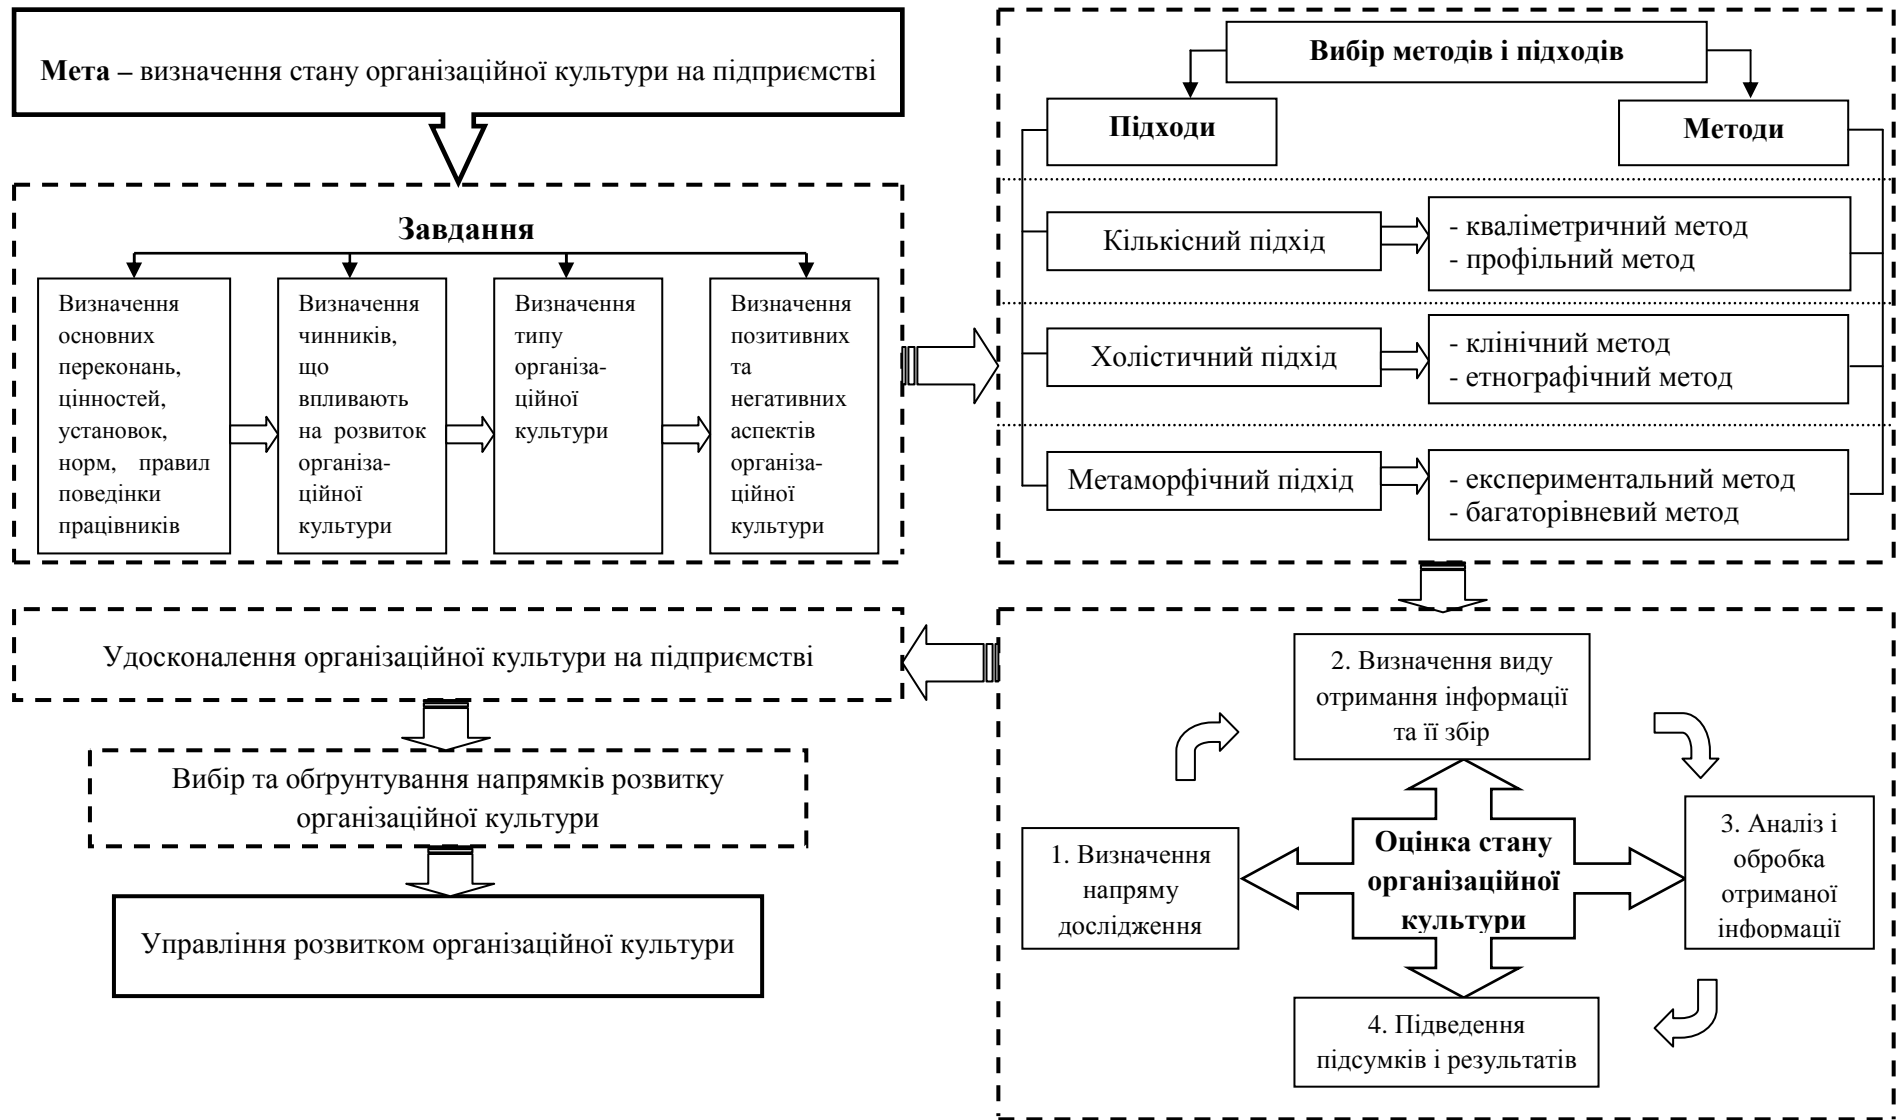 Мета – визначення стану організаційної культури на підприємстві
Завдання
Визначення
основних
переконань,
цінностей,
установок,
норм, правил
поведінки
працівників
Визначення
чинників,
що
впливають
на розвиток
організа-
ційної
культури
Визначення
типу
організа-
ційної
культури
Визначення
позитивних
та
негативних
аспектів
організа-
ційної
культури
Вибір методів і підходів
Підходи
Методи
Кількісний підхід
- кваліметричний метод
- профільний метод
Холістичний підхід
- клінічний метод
- етнографічний метод
Метаморфічний підхід
- експериментальний метод
- багаторівневий метод
Удосконалення організаційної культури на підприємстві
Вибір та обґрунтування напрямків розвитку
організаційної культури
Управління розвитком організаційної культури
1. Визначення
напряму
дослідження
2. Визначення виду
отримання інформації
та її збір
Оцінка стану
організаційної
культури
3. Аналіз і
обробка
отриманої
інформації
4. Підведення
підсумків і результатів